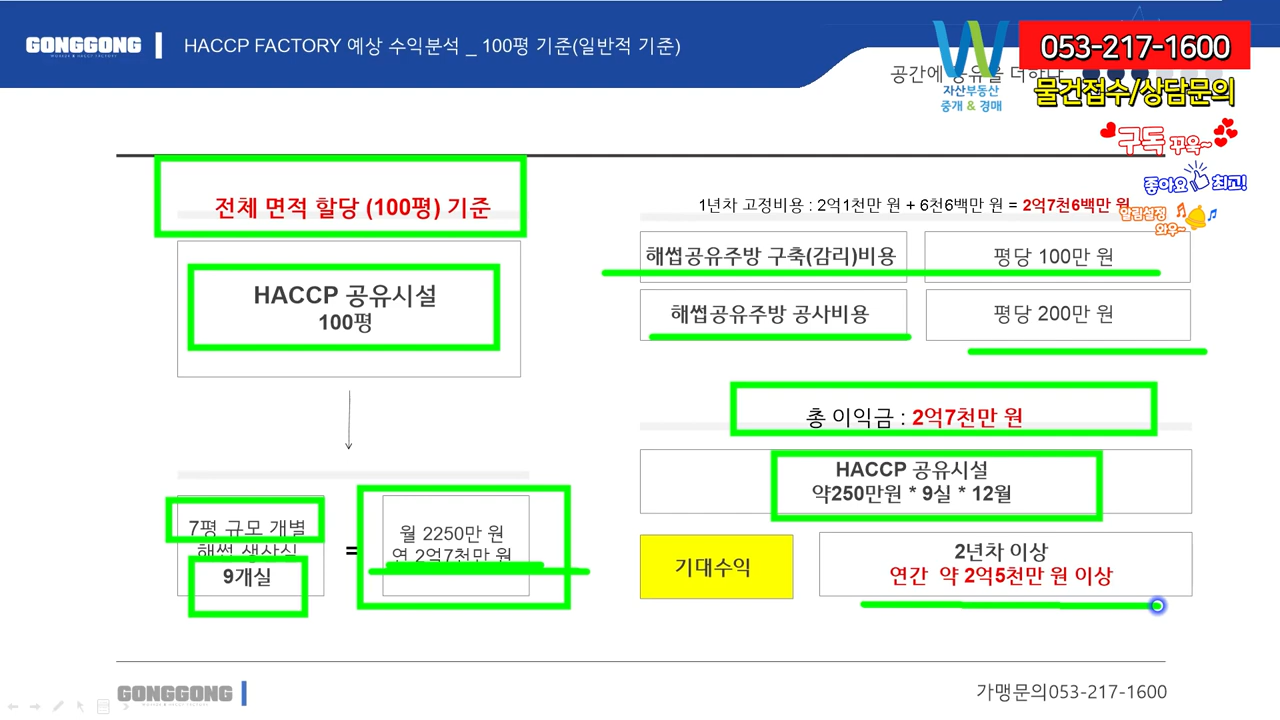 GONGGONG
HACCP FACTORY 예상 수익분석 _ 100평 기준(일반적 기준)
053-217-1600
공간에 공유를 더하다
자산부동산
중개 & 경매
물건접수/상담문의
구독 꾸욱~
좋아요 최고!
알림설정
와우~
전체 면적 할당 (100평) 기준
HACCP 공유시설
100평
7평 규모 개별
해썹 생산실
9개실
=
월 2250만 원
연 2억7천만 원
1년차 고정비용 : 2억1천만 원 + 6천6백만 원 = 2억7천6백만 원
해썹공유주방 구축(감리)비용
평당 100만 원
해썹공유주방 공사비용
평당 200만 원
총 이익금 : 2억7천만 원
HACCP 공유시설
약250만원 * 9실 * 12월
기대수익
2년차 이상
연간 약 2억5천만 원 이상
GONGGONG
가맹문의053-217-1600